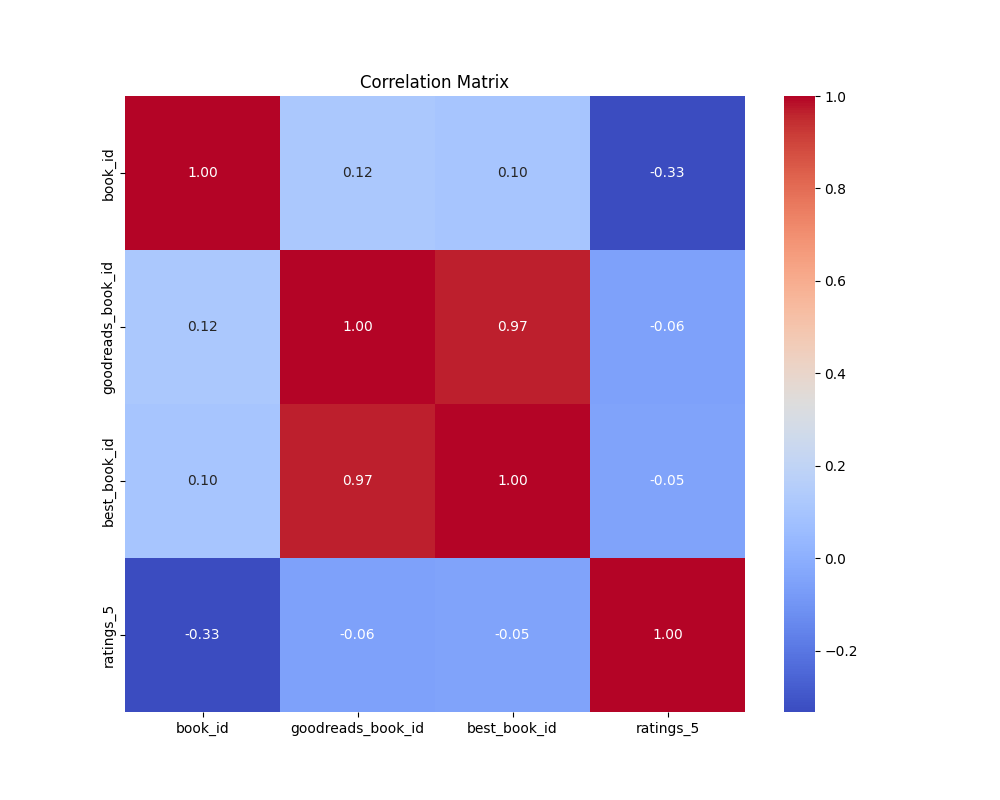 Correlation Matrix
book_id
1.00
0.12
0.10
-0.33
goodreads_book_id
0.12
1.00
0.97
-0.06
best_book_id
0.10
0.97
1.00
-0.05
ratings_5
-0.33
-0.06
-0.05
1.00
book_id
goodreads_book_id
best_book_id
ratings_5
1.0
0.8
0.6
0.4
0.2
0.0
−0.2